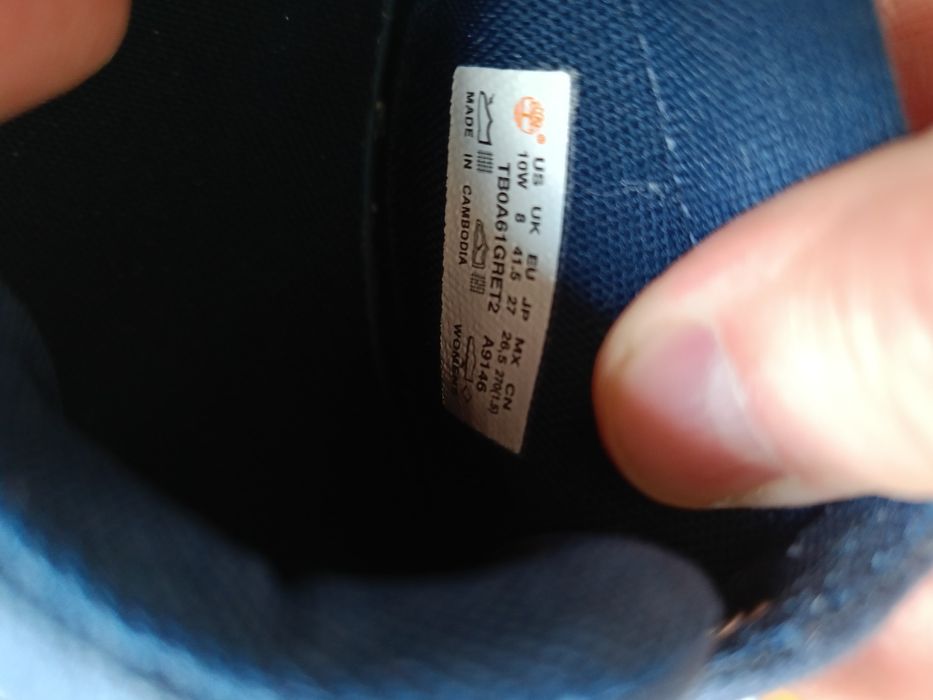 US UK EU JP MX CN
10W 8 41.5 27 26,5 270(1.5)
TB0A61GRET2 A9146
MADE IN CAMBODIA WOMENS